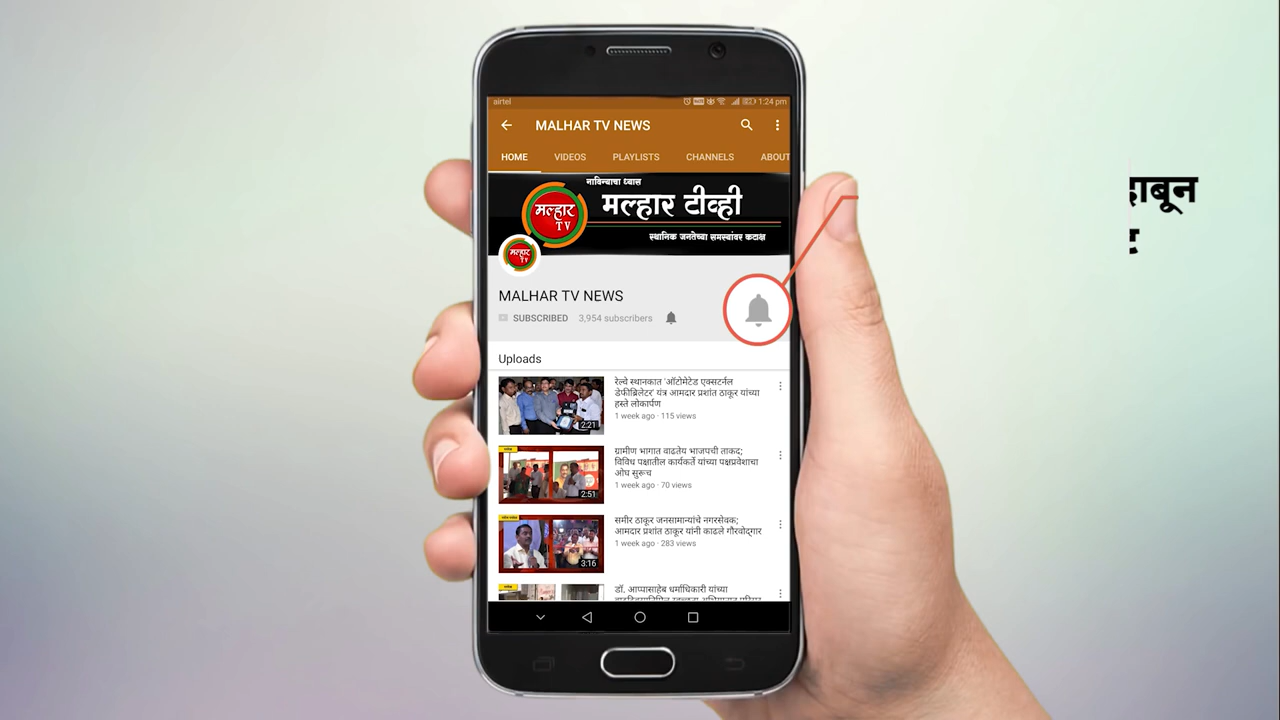 airtel
1:24 pm
MALHAR TV NEWS
HOME VIDEOS PLAYLISTS CHANNELS ABOUT
नाविन्याचा ध्यास
मल्हार टीव्ही
स्थानिक जनतेच्या समस्यांवर कटाक्ष
मल्हार
TV
मल्हार
TV
MALHAR TV NEWS
SUBSCRIBED 3,954 subscribers
Uploads
रेल्वे स्थानकात 'ऑटोमेटेड एक्सटर्नल
डेफीब्रिलेटर' यंत्र आमदार प्रशांत ठाकूर यांच्या
हस्ते लोकार्पण
1 week ago · 115 views
2:21
ग्रामीण भागात वाढतेय भाजपची ताकद;
विविध पक्षातील कार्यकर्ते यांच्या पक्षप्रवेशाचा
ओघ सुरूच
1 week ago · 70 views
2:51
समीर ठाकूर जनसामान्यांचे नगरसेवक;
आमदार प्रशांत ठाकूर यांनी काढले गौरवोद्गार
1 week ago · 283 views
3:16
डॉ. आप्पासाहेब धर्माधिकारी यांच्या